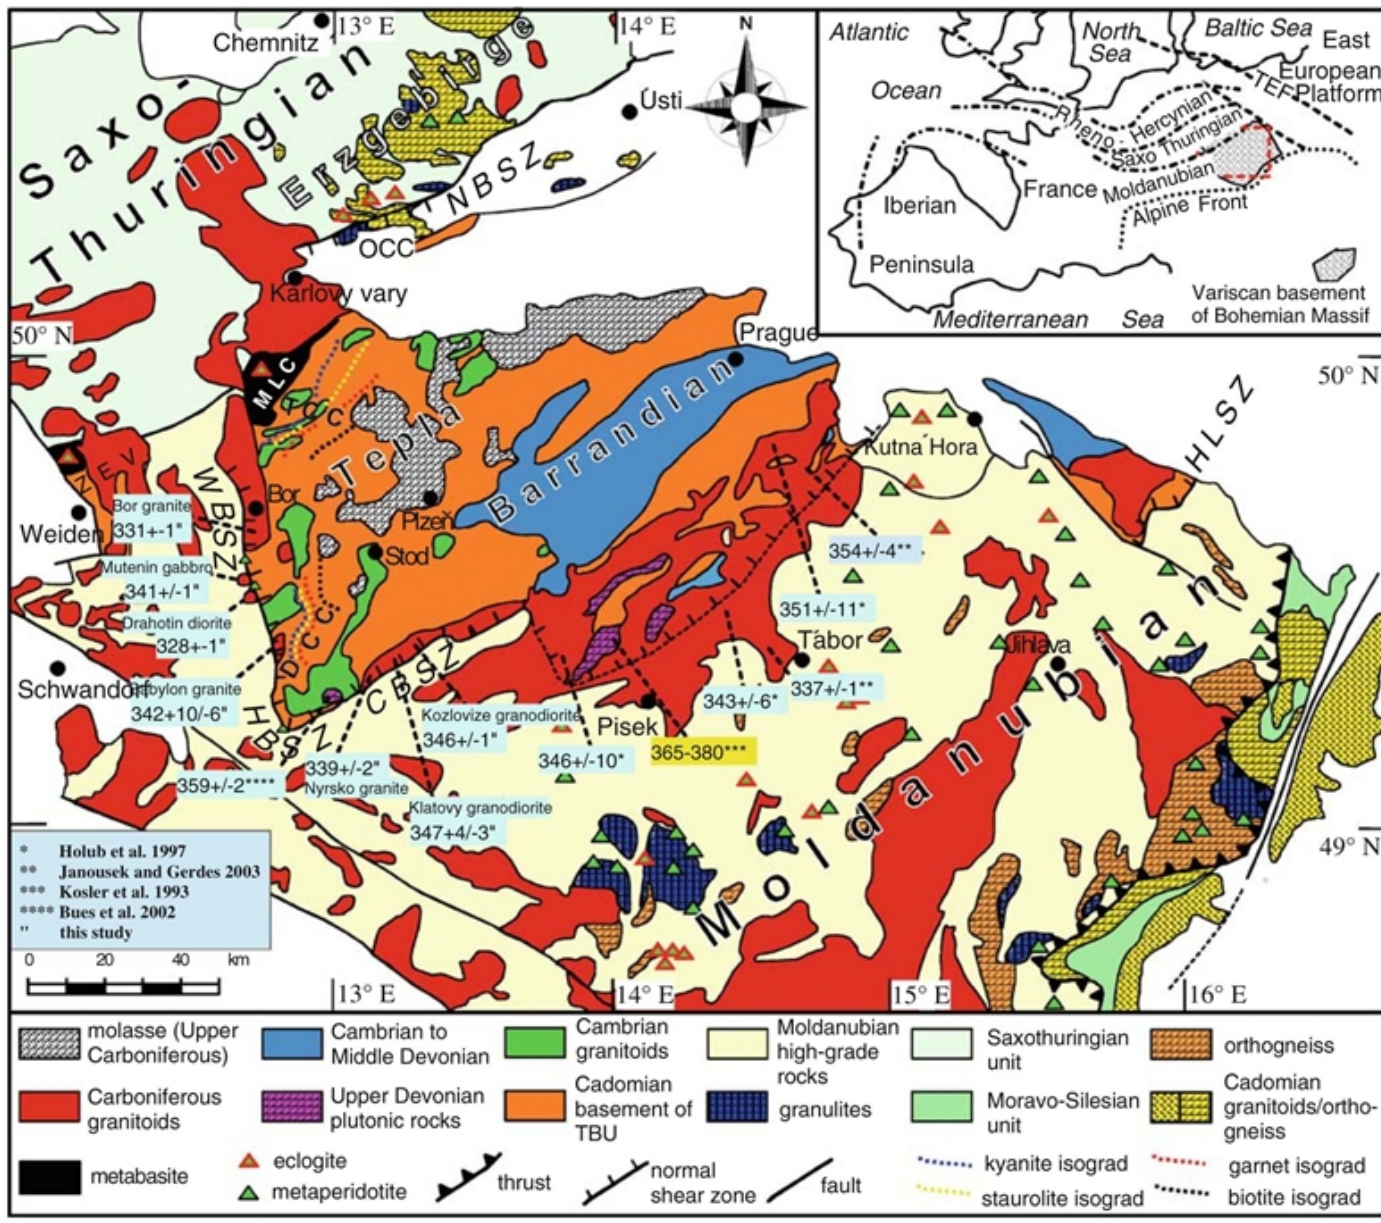 Chemnitz
13° E
14° E
N
Ústi
Saxo-
Thuringian
Erzgebirge
NBSZ
OCC
Karlovy vary
50° N
Atlantic
Ocean
North
Sea
Baltic Sea
East
European
Platform
TEF
Rheno-
Hercynian
Saxo Thuringian
Moldanubian
Alpine Front
France
Iberian
Peninsula
Mediterranean Sea
Variscan basement
of Bohemian Massif
Prague
MLC
Teplá
Barrandian
50° N
HLSZ
Kutna Hora
ZEV
WBSZ
Bor
Plzeň
Stod
Weiden
Bor granite
331+-1"
Mutenin gabbro
341+/-1"
Drahotin diorite
328+-1"
Babylon granite
342+10/-6"
DCC
Schwandorf
HBSZ
CBSZ
354+/-4**
351+/-11*
Tábor
Jihlava
337+/-1**
343+/-6*
Pisek
365-380***
346+/-10*
Kozlovize granodiorite
346+/-1"
359+/-2****
339+/-2"
Nyrsko granite
Klatovy granodiorite
347+4/-3"
Moldanubian
49° N
* Holub et al. 1997
** Janousek and Gerdes 2003
*** Kosler et al. 1993
**** Bues et al. 2002
" this study
0 20 40 km
13° E
14° E
15° E
16° E
molasse (Upper
Carboniferous)
Cambrian to
Middle Devonian
Cambrian
granitoids
Moldanubian
high-grade
rocks
Saxothuringian
unit
orthogneiss
Carboniferous
granitoids
Upper Devonian
plutonic rocks
Cadomian
basement of
TBU
granulites
Moravo-Silesian
unit
Cadomian
granitoids/ortho-
gneiss
metabasite
eclogite
metaperidotite
thrust
normal
shear zone
fault
kyanite isograd
staurolite isograd
garnet isograd
biotite isograd